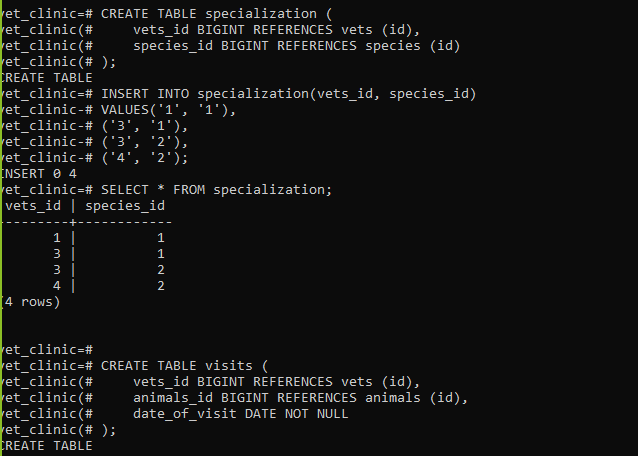 vet_clinic=# CREATE TABLE specialization (
vet_clinic(#     vets_id BIGINT REFERENCES vets (id),
vet_clinic(#     species_id BIGINT REFERENCES species (id)
vet_clinic(# );
CREATE TABLE
vet_clinic=# INSERT INTO specialization(vets_id, species_id)
vet_clinic-# VALUES('1', '1'),
vet_clinic-# ('3', '1'),
vet_clinic-# ('3', '2'),
vet_clinic-# ('4', '2');
INSERT 0 4
vet_clinic=# SELECT * FROM specialization;
 vets_id | species_id
---------+------------
       1 |          1
       3 |          1
       3 |          2
       4 |          2
(4 rows)
vet_clinic=#
vet_clinic=# CREATE TABLE visits (
vet_clinic(#     vets_id BIGINT REFERENCES vets (id),
vet_clinic(#     animals_id BIGINT REFERENCES animals (id),
vet_clinic(#     date_of_visit DATE NOT NULL
vet_clinic(# );
CREATE TABLE